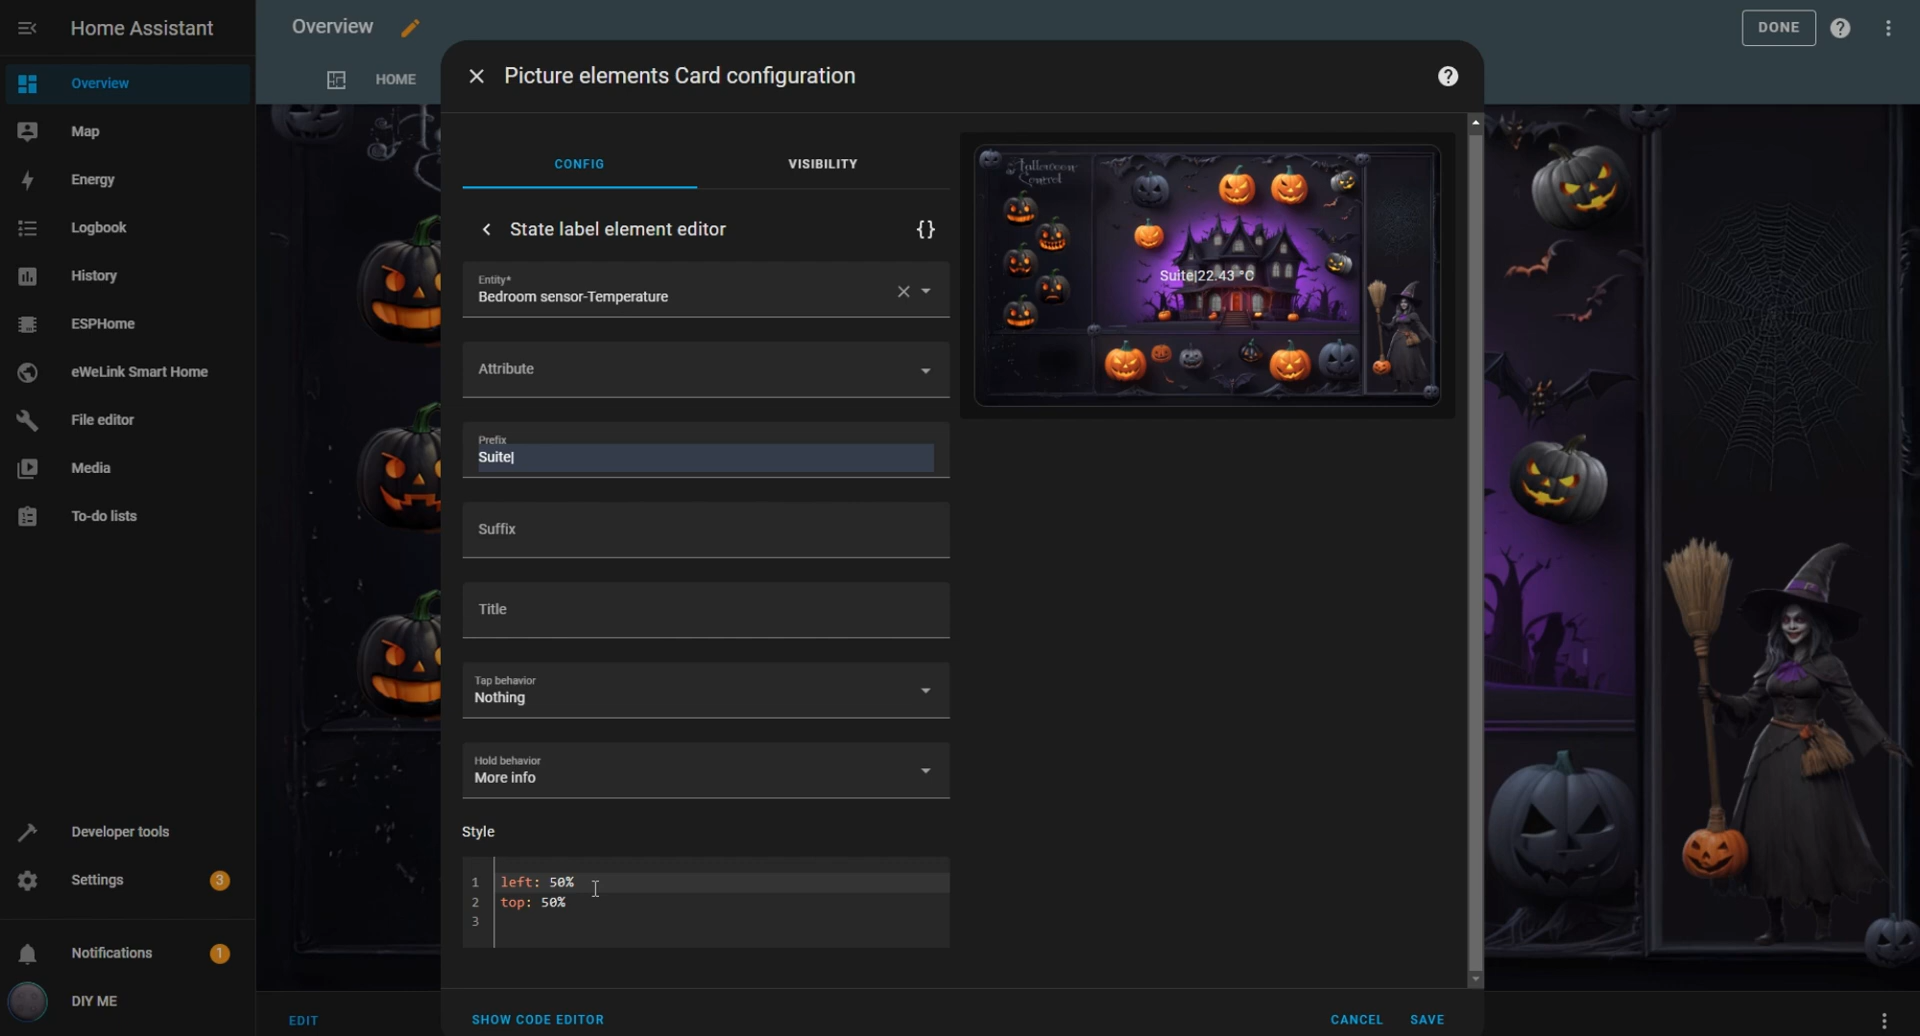 Home Assistant
Overview
Map
Energy
Logbook
History
ESPHome
eWeLink Smart Home
File editor
Media
To-do lists
Developer tools
Settings
3
Notifications
1
DIY ME
Overview
DONE
HOME
Picture elements Card configuration
CONFIG
VISIBILITY
State label element editor
{}
Entity*
Bedroom sensor-Temperature
Attribute
Prefix
Suite|
Suffix
Title
Tap behavior
Nothing
Hold behavior
More info
Style
1 left: 50%
2 top: 50%
3
Halloween
Control
Suite|22.43 °C
EDIT
SHOW CODE EDITOR
CANCEL
SAVE